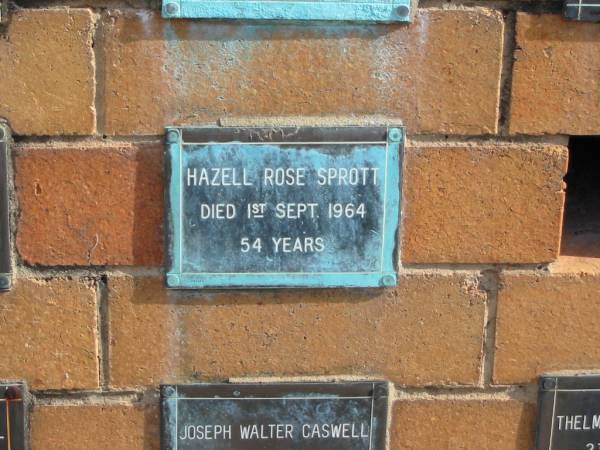 HAZELL ROSE SPROTT
DIED 1ST SEPT. 1964
54 YEARS
JOSEPH WALTER CASWELL